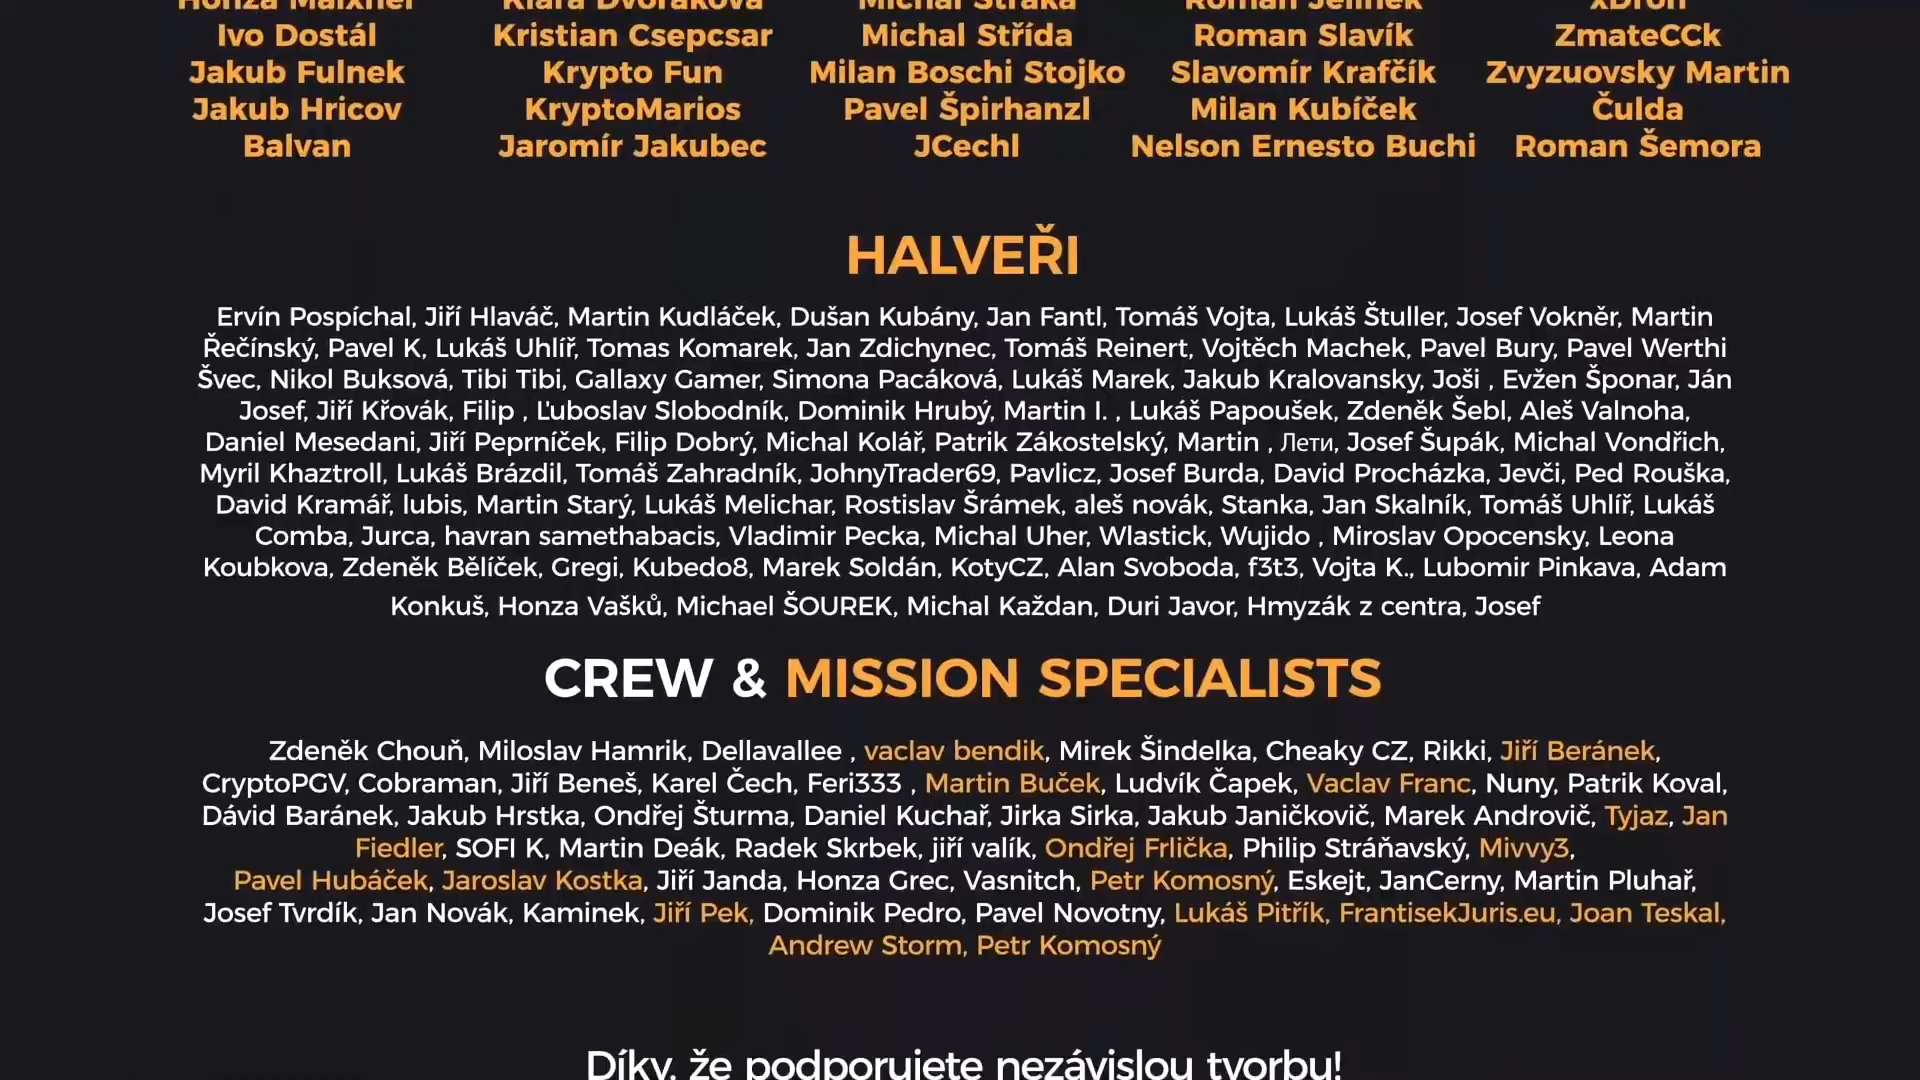 Honza Maixner Klára Dvořáková Michal Straka Roman Jelínek xDron
Ivo Dostál Kristian Csepcsar Michal Střída Roman Slavík ZmateCCk
Jakub Fulnek Krypto Fun Milan Boschi Stojko Slavomír Krafčík Zvyzuovsky Martin
Jakub Hricov KryptoMarios Pavel Špirhanzl Milan Kubíček Čulda
Balvan Jaromír Jakubec JCechl Nelson Ernesto Buchi Roman Šemora
HALVEŘI
Ervín Pospíchal, Jiří Hlaváč, Martin Kudláček, Dušan Kubány, Jan Fantl, Tomáš Vojta, Lukáš Štuller, Josef Vokněr, Martin
Řečínský, Pavel K, Lukáš Uhlíř, Tomas Komarek, Jan Zdichynec, Tomáš Reinert, Vojtěch Machek, Pavel Bury, Pavel Werthi
Švec, Nikol Buksová, Tibi Tibi, Gallaxy Gamer, Simona Pacáková, Lukáš Marek, Jakub Kralovansky, Joši , Evžen Šponar, Ján
Josef, Jiří Křovák, Filip , Ľuboslav Slobodník, Dominik Hrubý, Martin I. , Lukáš Papoušek, Zdeněk Šebl, Aleš Valnoha,
Daniel Mesedani, Jiří Peprníček, Filip Dobrý, Michal Kolář, Patrik Zákostelský, Martin , Лети, Josef Šupák, Michal Vondřich,
Myril Khaztroll, Lukáš Brázdil, Tomáš Zahradník, JohnyTrader69, Pavlicz, Josef Burda, David Procházka, Jevči, Ped Rouška,
David Kramář, lubis, Martin Starý, Lukáš Melichar, Rostislav Šrámek, aleš novák, Stanka, Jan Skalník, Tomáš Uhlíř, Lukáš
Comba, Jurca, havran samethabacis, Vladimir Pecka, Michal Uher, Wlastick, Wujido , Miroslav Opocensky, Leona
Koubkova, Zdeněk Bělíček, Gregi, Kubedo8, Marek Soldán, KotyCZ, Alan Svoboda, f3t3, Vojta K., Lubomir Pinkava, Adam
Konkuš, Honza Vašků, Michael ŠOUREK, Michal Každan, Duri Javor, Hmyzák z centra, Josef
CREW & MISSION SPECIALISTS
Zdeněk Chouň, Miloslav Hamrik, Dellavallee , vaclav bendik, Mirek Šindelka, Cheaky CZ, Rikki, Jiří Beránek,
CryptoPGV, Cobraman, Jiří Beneš, Karel Čech, Feri333 , Martin Buček, Ludvík Čapek, Vaclav Franc, Nuny, Patrik Koval,
Dávid Baránek, Jakub Hrstka, Ondřej Šturma, Daniel Kuchař, Jirka Sirka, Jakub Janičkovič, Marek Androvič, Tyjaz, Jan
Fiedler, SOFI K, Martin Deák, Radek Skrbek, jiří valík, Ondřej Frlička, Philip Stráňavský, Mivvy3,
Pavel Hubáček, Jaroslav Kostka, Jiří Janda, Honza Grec, Vasnitch, Petr Komosný, Eskejt, JanCerny, Martin Pluhař,
Josef Tvrdík, Jan Novák, Kaminek, Jiří Pek, Dominik Pedro, Pavel Novotny, Lukáš Pitřík, FrantisekJuris.eu, Joan Teskal,
Andrew Storm, Petr Komosný
Díky, že podporujete nezávislou tvorbu!